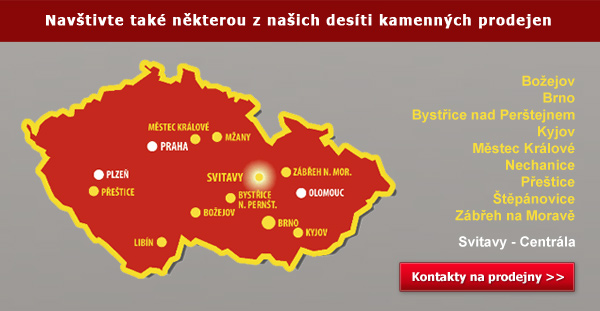 Navštivte také některou z našich desíti kamenných prodejen
MĚSTEC KRÁLOVÉ
MŽANY
PRAHA
PLZEŇ
PŘEŠTICE
SVITAVY
ZÁBŘEH N. MOR.
BYSTŘICE
N. PERNŠT.
OLOMOUC
BOŽEJOV
BRNO
KYJOV
LIBÍN
Božejov
Brno
Bystřice nad Perštejnem
Kyjov
Městec Králové
Nechanice
Přeštice
Štěpánovice
Zábřeh na Moravě
Svitavy - Centrála
Kontakty na prodejny >>